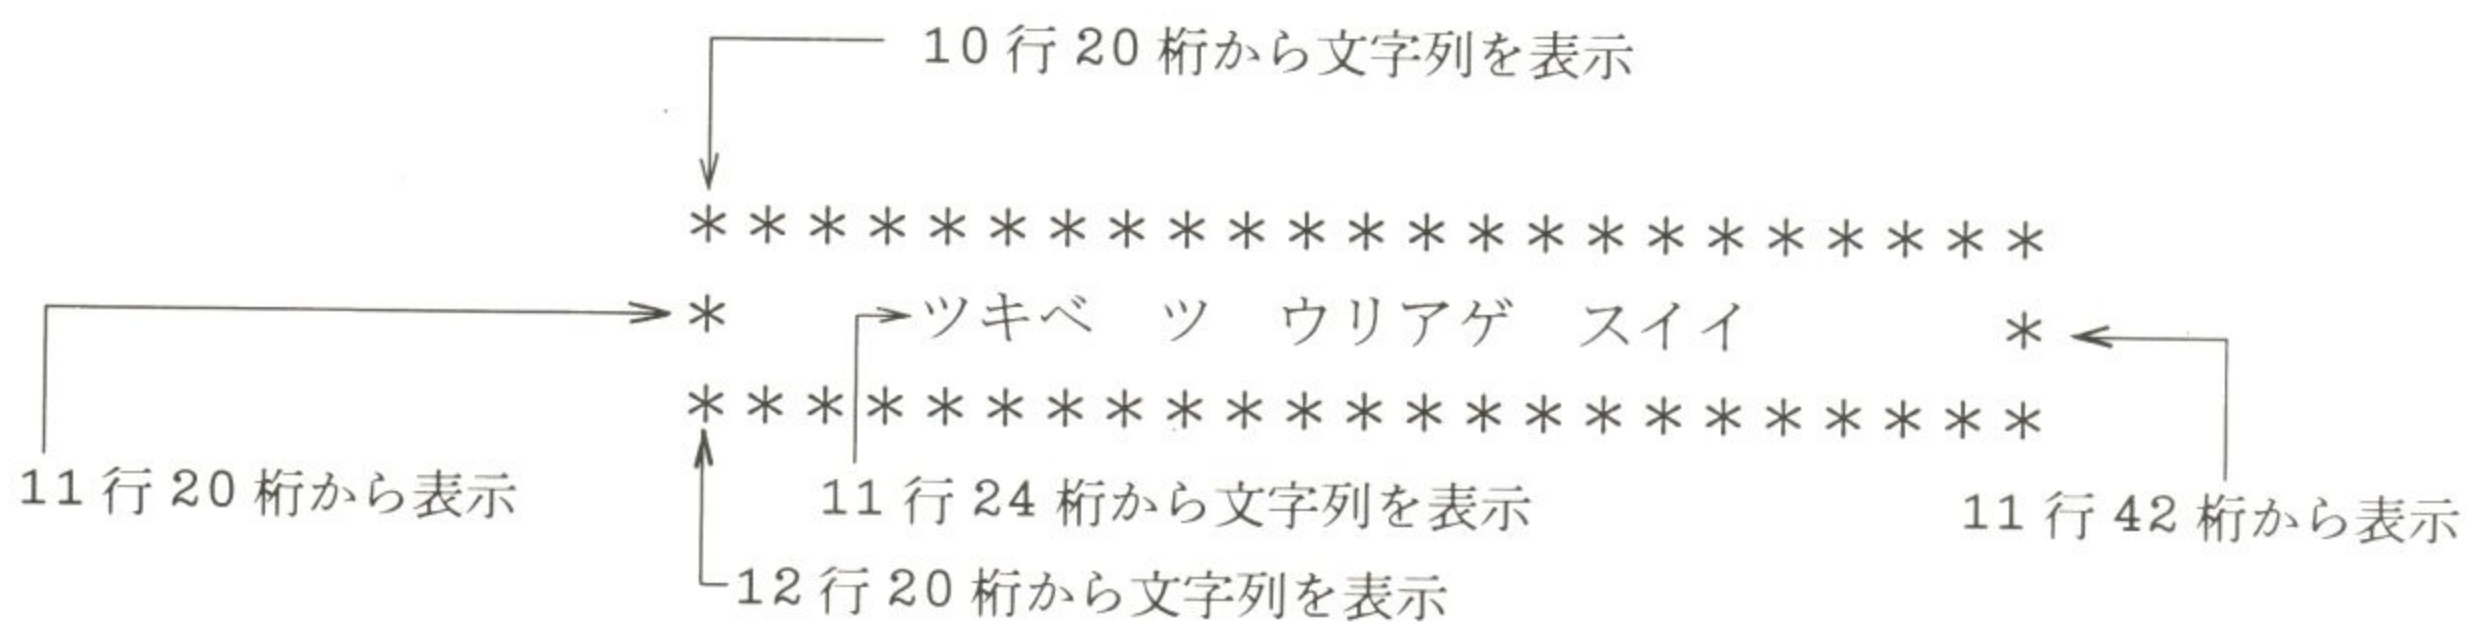 10行20桁から文字列を表示
* * * * * * * * * * * * * * * * * * * * * * *
* ツキベ ツ ウリアゲ スイイ *
* * * * * * * * * * * * * * * * * * * * * * *
11行20桁から表示
11行24桁から文字列を表示
11行42桁から表示
12行20桁から文字列を表示